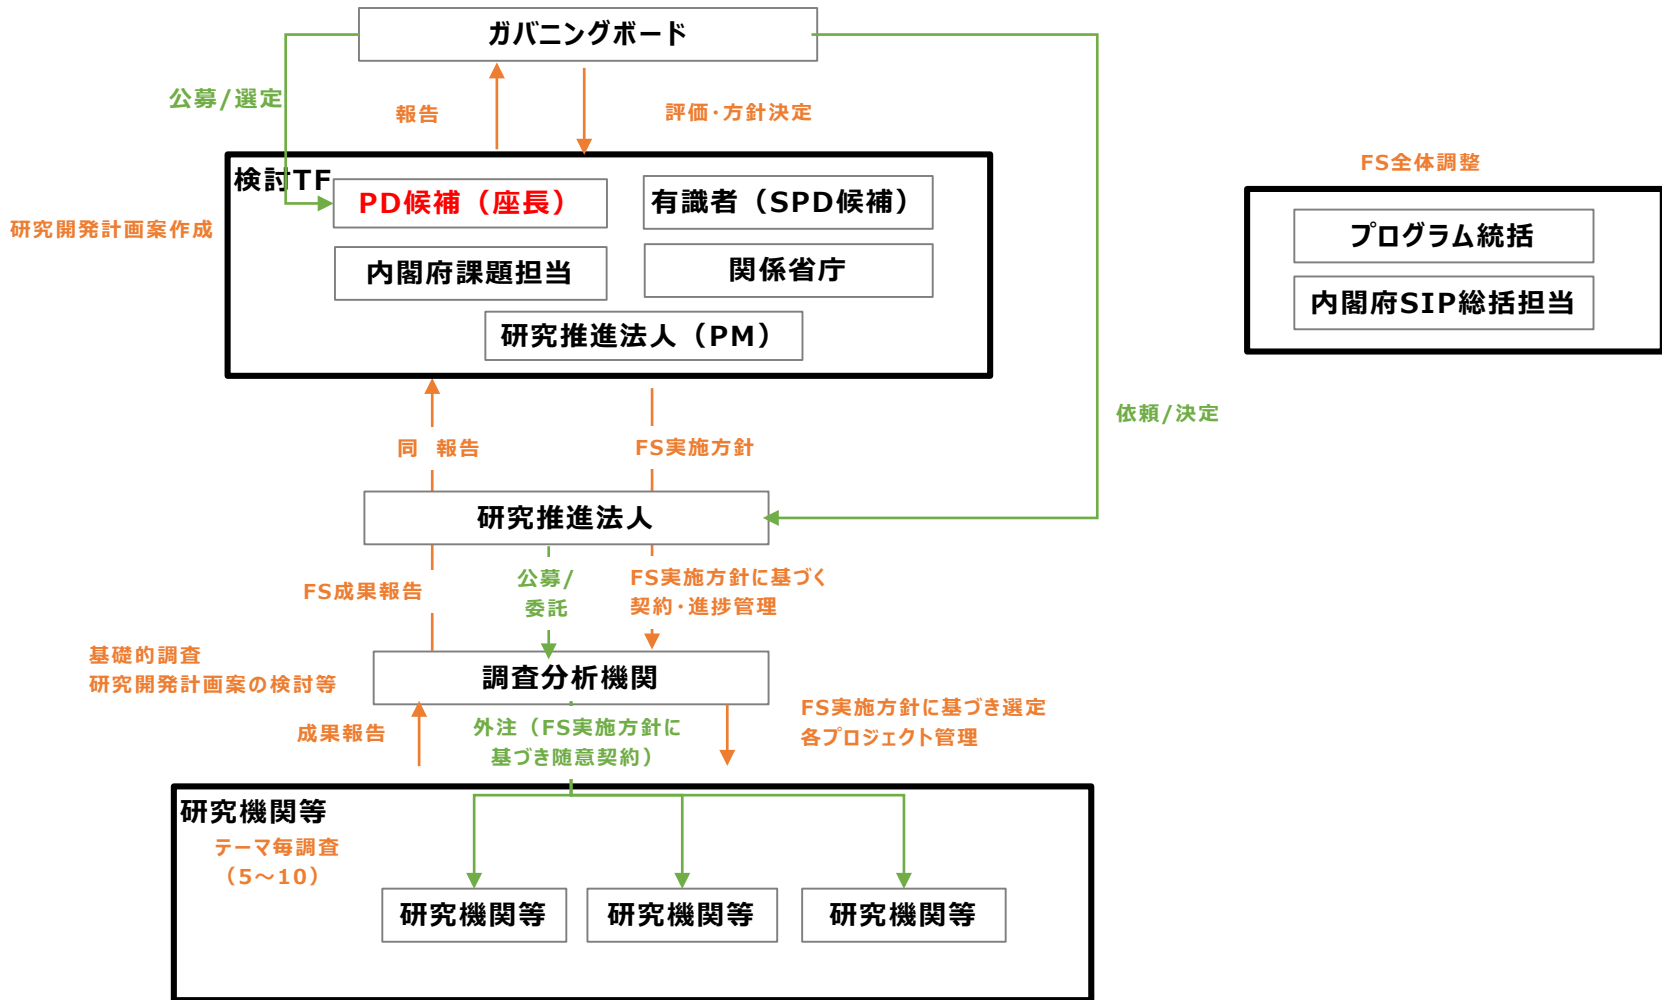 ガバニングボード
公募/選定
報告
評価・方針決定
検討TF
PD候補（座長）
有識者（SPD候補）
研究開発計画案作成
内閣府課題担当
関係省庁
研究推進法人（PM）
FS全体調整
プログラム統括
内閣府SIP総括担当
依頼/決定
同　報告
FS実施方針
研究推進法人
FS成果報告
公募/
委託
FS実施方針に基づく
契約・進捗管理
基礎的調査
研究開発計画案の検討等
調査分析機関
成果報告
外注（FS実施方針に
基づき随意契約）
FS実施方針に基づき選定
各プロジェクト管理
研究機関等
テーマ毎調査
（5～10）
研究機関等
研究機関等
研究機関等